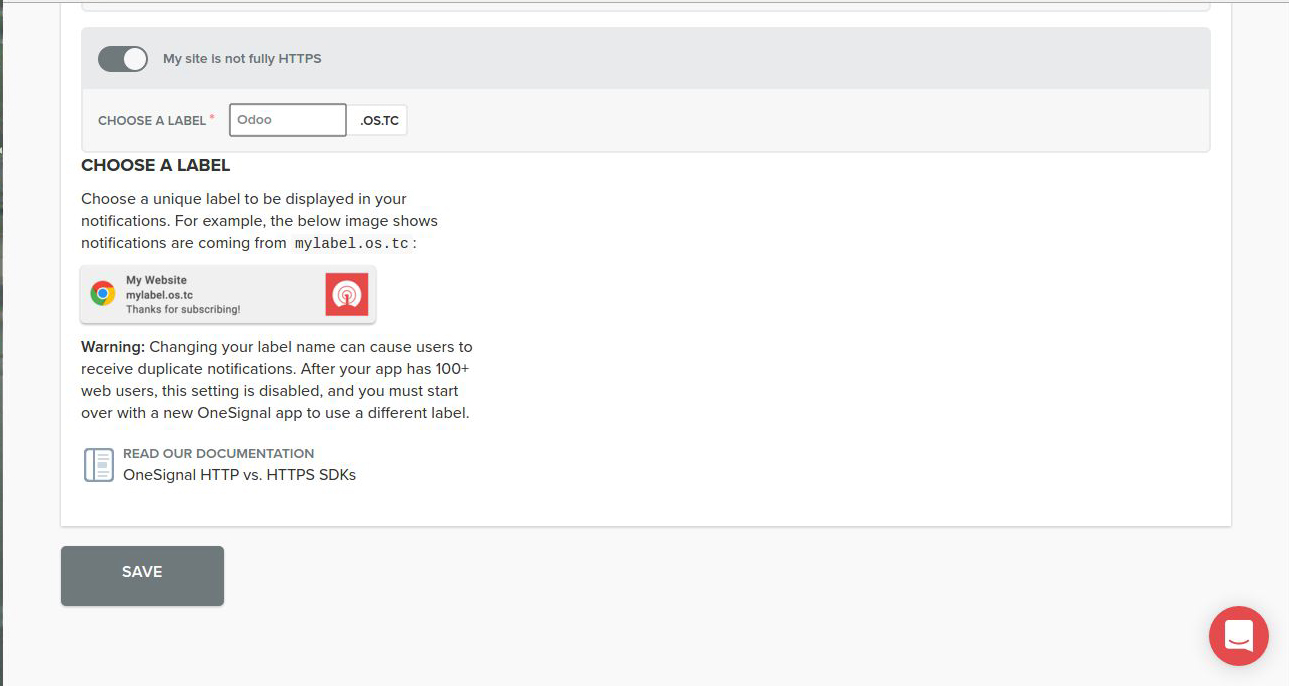 My site is not fully HTTPS
CHOOSE A LABEL *
Odoo
.OS.TC
CHOOSE A LABEL
Choose a unique label to be displayed in your
notifications. For example, the below image shows
notifications are coming from mylabel.os.tc :
My Website
mylabel.os.tc
Thanks for subscribing!
Warning: Changing your label name can cause users to
receive duplicate notifications. After your app has 100+
web users, this setting is disabled, and you must start
over with a new OneSignal app to use a different label.
READ OUR DOCUMENTATION
OneSignal HTTP vs. HTTPS SDKs
SAVE